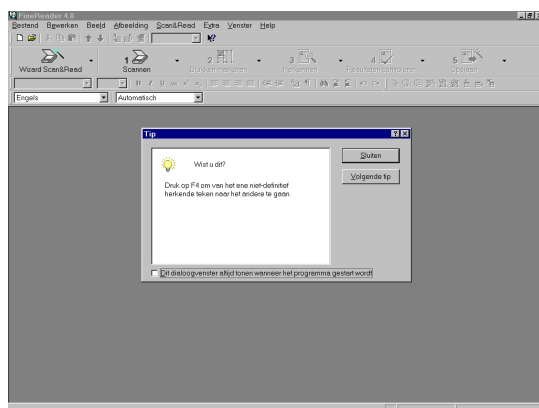 FineReader 4.0
Bestand Bewerken Beeld Afbeelding Scan&Read Extra Venster Help
Wizard Scan&Read
1
Scannen
2
Blokken markeren
3
Herkennen
4
Resultaten controleren
5
Opslaan
Engels
Automatisch
Tip
Wist u dit?
Druk op F4 om van het ene niet-definitief
herkende teken naar het andere te gaan.
Sluiten
Volgende tip
Dit dialoogvenster altijd tonen wanneer het programma gestart wordt